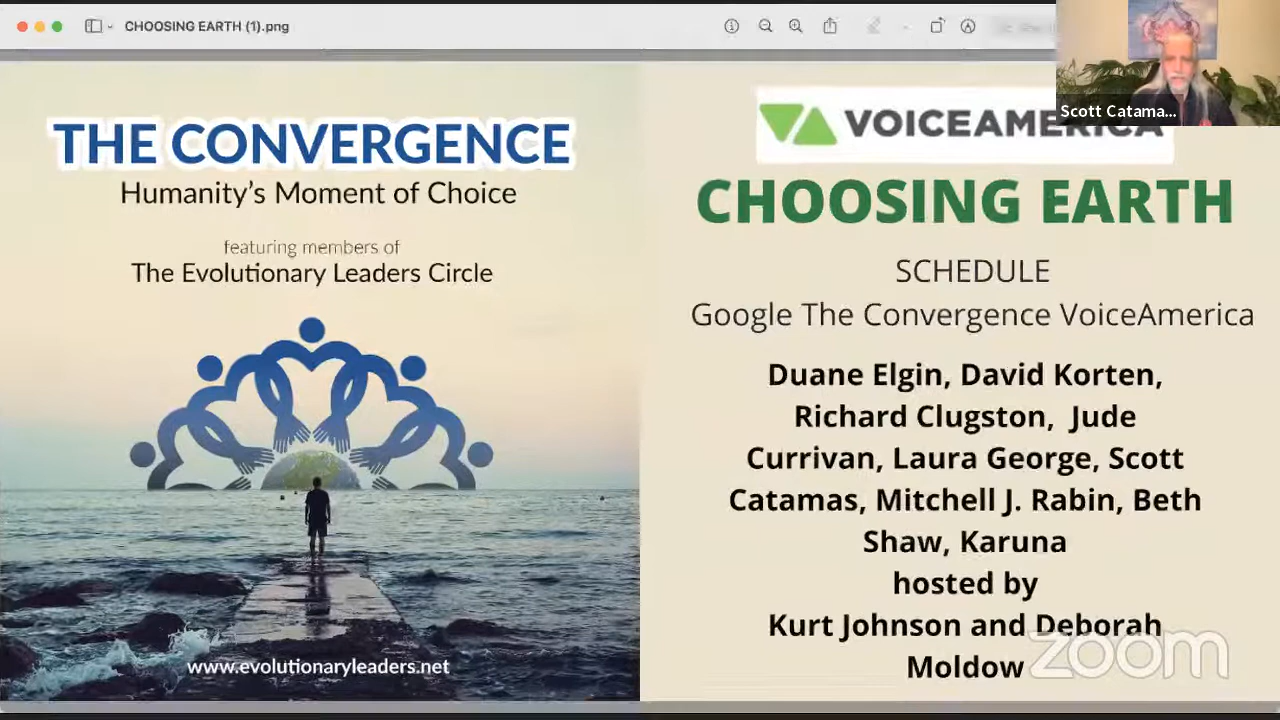 CHOOSING EARTH (1).png
Scott Catama...
THE CONVERGENCE
Humanity's Moment of Choice
featuring members of
The Evolutionary Leaders Circle
www.evolutionaryleaders.net
VOICEAMERICA
CHOOSING EARTH
SCHEDULE
Google The Convergence VoiceAmerica
Duane Elgin, David Korten,
Richard Clugston, Jude
Currivan, Laura George, Scott
Catamas, Mitchell J. Rabin, Beth
Shaw, Karuna
hosted by
Kurt Johnson and Deborah
Moldow
zoom